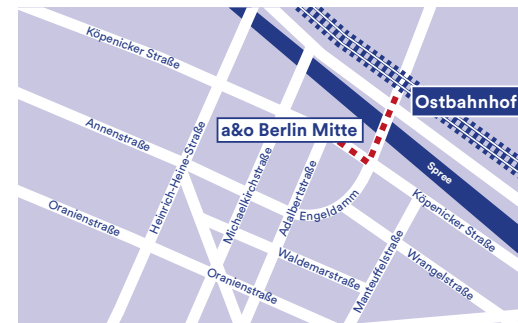 Köpenicker Straße
Ostbahnhof
a&o Berlin Mitte
Annenstraße
Heinrich-Heine-Straße
Michaelkirchstraße
Adalbertstraße
Spree
Köpenicker Straße
Engeldamm
Oranienstraße
Waldemarstraße
Wrangelstraße
Manteuffelstraße
Oranienstraße